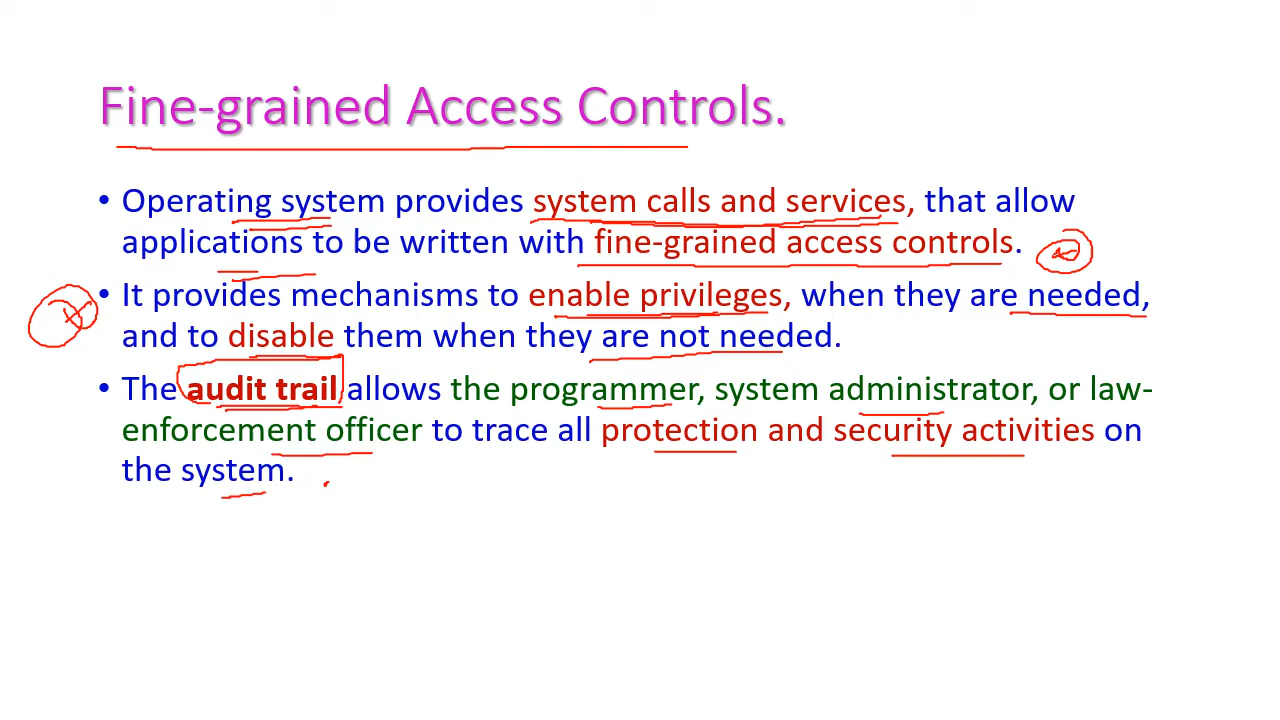 Fine-grained Access Controls.
• Operating system provides system calls and services, that allow
applications to be written with fine-grained access controls.
• It provides mechanisms to enable privileges, when they are needed,
and to disable them when they are not needed.
• The audit trail allows the programmer, system administrator, or law-
enforcement officer to trace all protection and security activities on
the system.